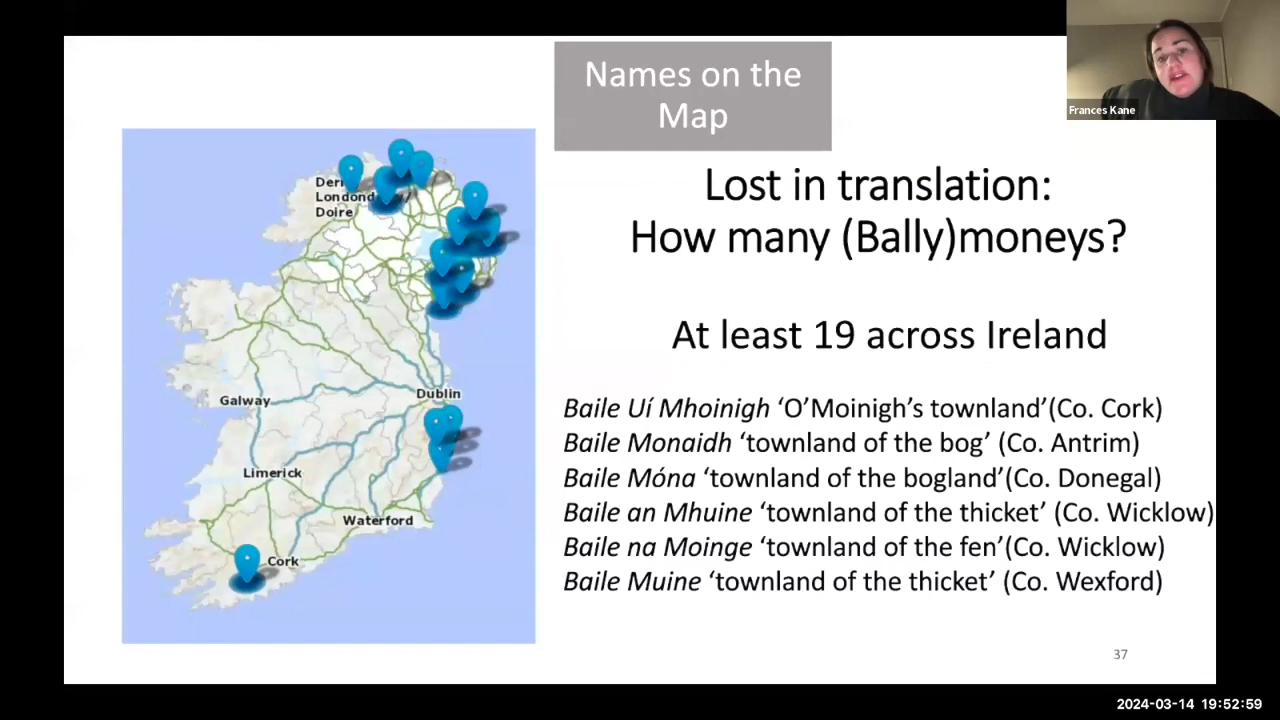 Names on the
Map
Frances Kane
Lost in translation:
How many (Bally)moneys?
At least 19 across Ireland
Baile Uí Mhoinigh ‘O’Moinigh’s townland’(Co. Cork)
Baile Monaidh ‘townland of the bog’ (Co. Antrim)
Baile Móna ‘townland of the bogland’(Co. Donegal)
Baile an Mhuine ‘townland of the thicket’ (Co. Wicklow)
Baile na Moinge ‘townland of the fen’(Co. Wicklow)
Baile Muine ‘townland of the thicket’ (Co. Wexford)
Londond
Doire
Galway
Dublin
Limerick
Waterford
Cork
37
2024-03-14 19:52:59